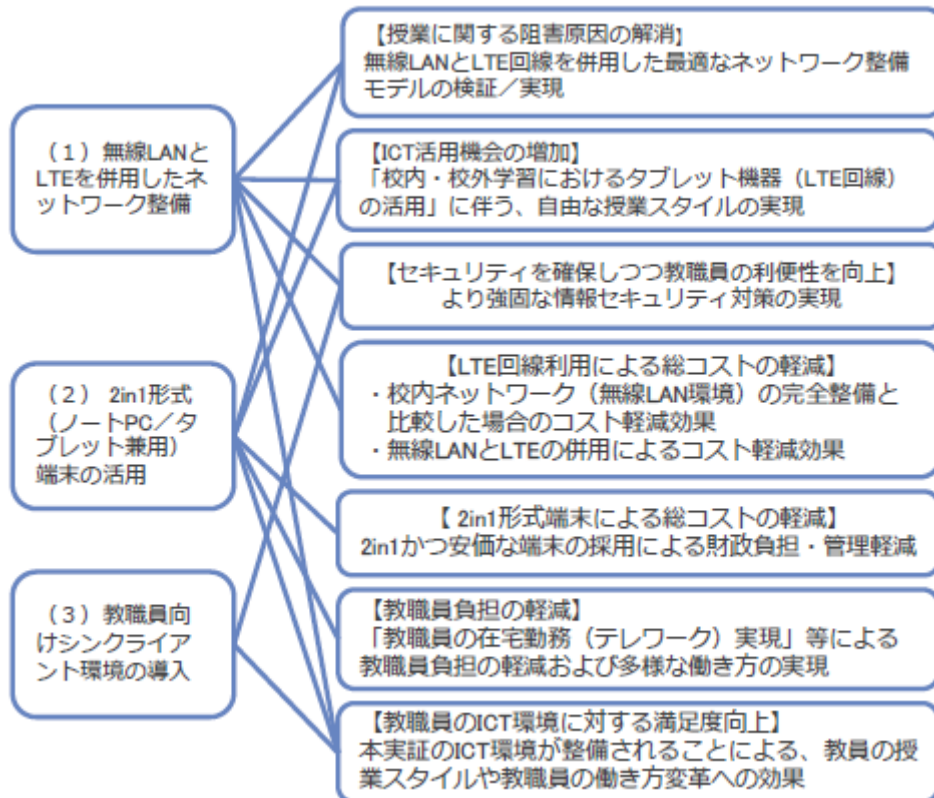 （１）無線LANと
LTEを併用したネ
ットワーク整備
（２） 2in1形式
（ノートPC／タ
ブレット兼用）
端末の活用
（３）教職員向
けシンクライア
ント環境の導入
【授業に関する阻害原因の解消】
無線LANとLTE回線を併用した最適なネットワーク整備
モデルの検証／実現
【ICT活用機会の増加】
「校内・校外学習におけるタブレット機器（LTE回線）
の活用」に伴う、自由な授業スタイルの実現
【セキュリティを確保しつつ教職員の利便性を向上】
より強固な情報セキュリティ対策の実現
【LTE回線利用による総コストの軽減】
・校内ネットワーク（無線LAN環境）の完全整備と
比較した場合のコスト軽減効果
・無線LANとLTEの併用によるコスト軽減効果
【 2in1形式端末による総コストの軽減】
2in1かつ安価な端末の採用による財政負担・管理軽減
【教職員負担の軽減】
「教職員の在宅勤務（テレワーク）実現」等による
教職員負担の軽減および多様な働き方の実現
【教職員のICT環境に対する満足度向上】
本実証のICT環境が整備されることによる、教員の授
業スタイルや教職員の働き方変革への効果